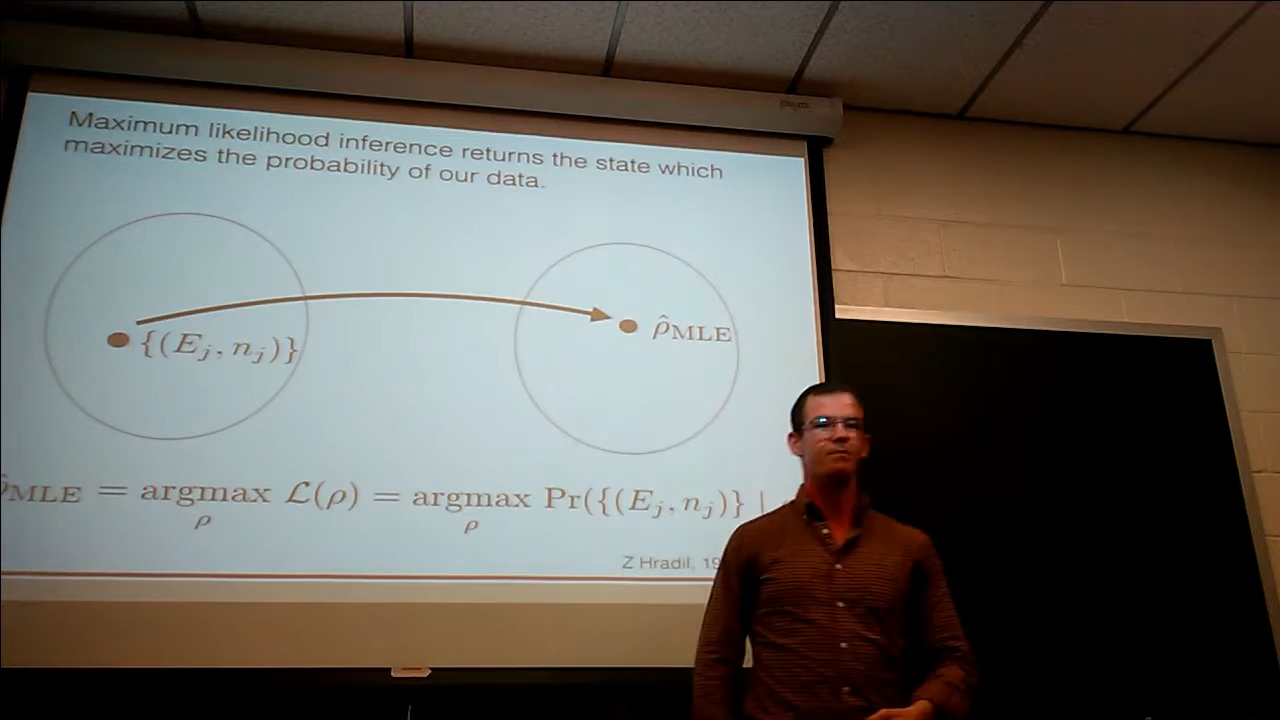 Maximum likelihood inference returns the state which
maximizes the probability of our data.
{(E_j, n_j)}
ρ̂_MLE
ρ̂_MLE = argmax_ρ ℒ(ρ) = argmax_ρ Pr({(E_j, n_j)} |
Z Hradil, 19